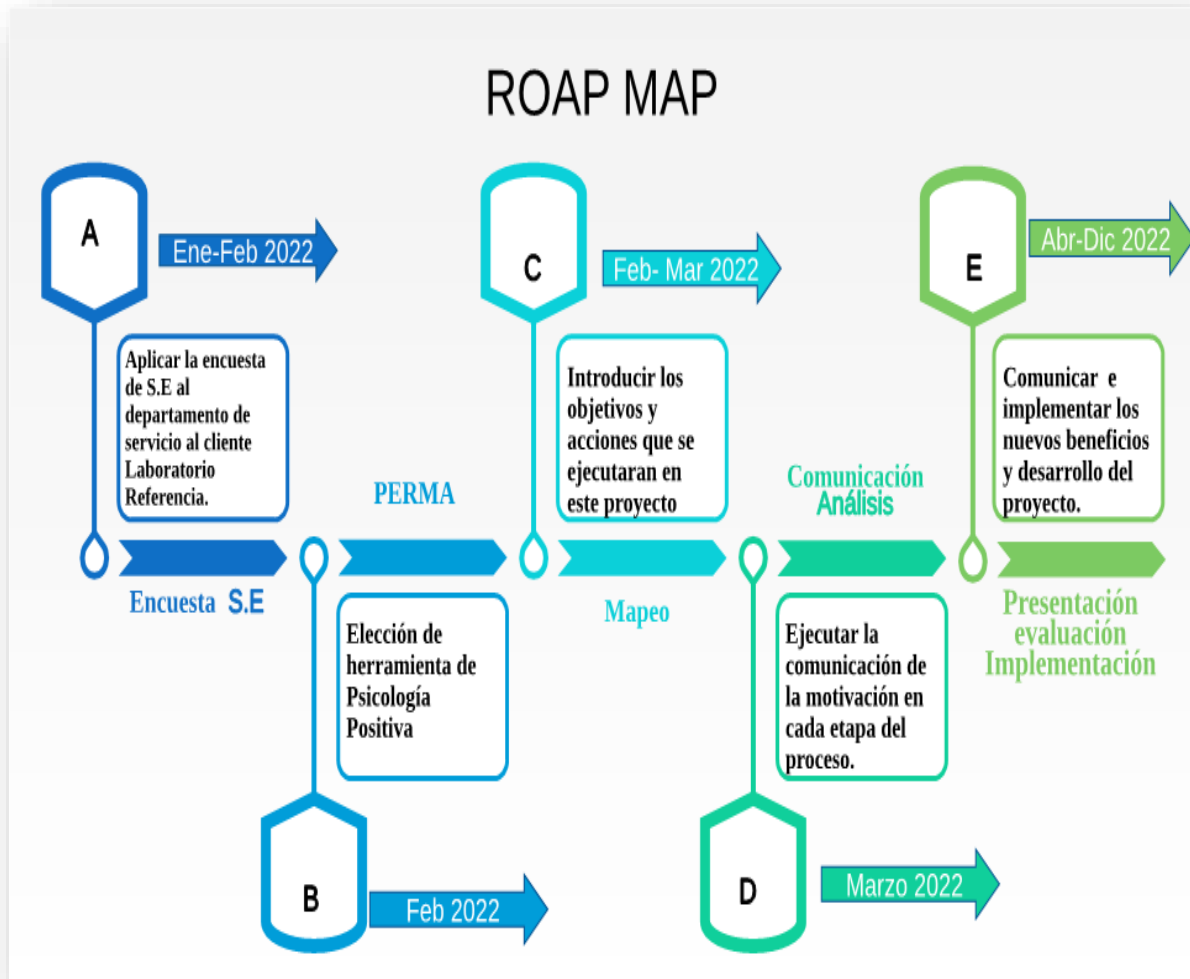 ROAP MAP
A
Ene-Feb 2022
Aplicar la encuesta
de S.E al
departamento de
servicio al cliente
Laboratorio
Referencia.
Encuesta S.E
B
Feb 2022
PERMA
Elección de
herramienta de
Psicología
Positiva
C
Feb- Mar 2022
Introducir los
objetivos y
acciones que se
ejecutaran en
este proyecto
Mapeo
D
Marzo 2022
Comunicación
Análisis
Ejecutar la
comunicación de
la motivación en
cada etapa del
proceso.
E
Abr-Dic 2022
Comunicar e
implementar los
nuevos beneficios
y desarrollo del
proyecto.
Presentación
evaluación
Implementación